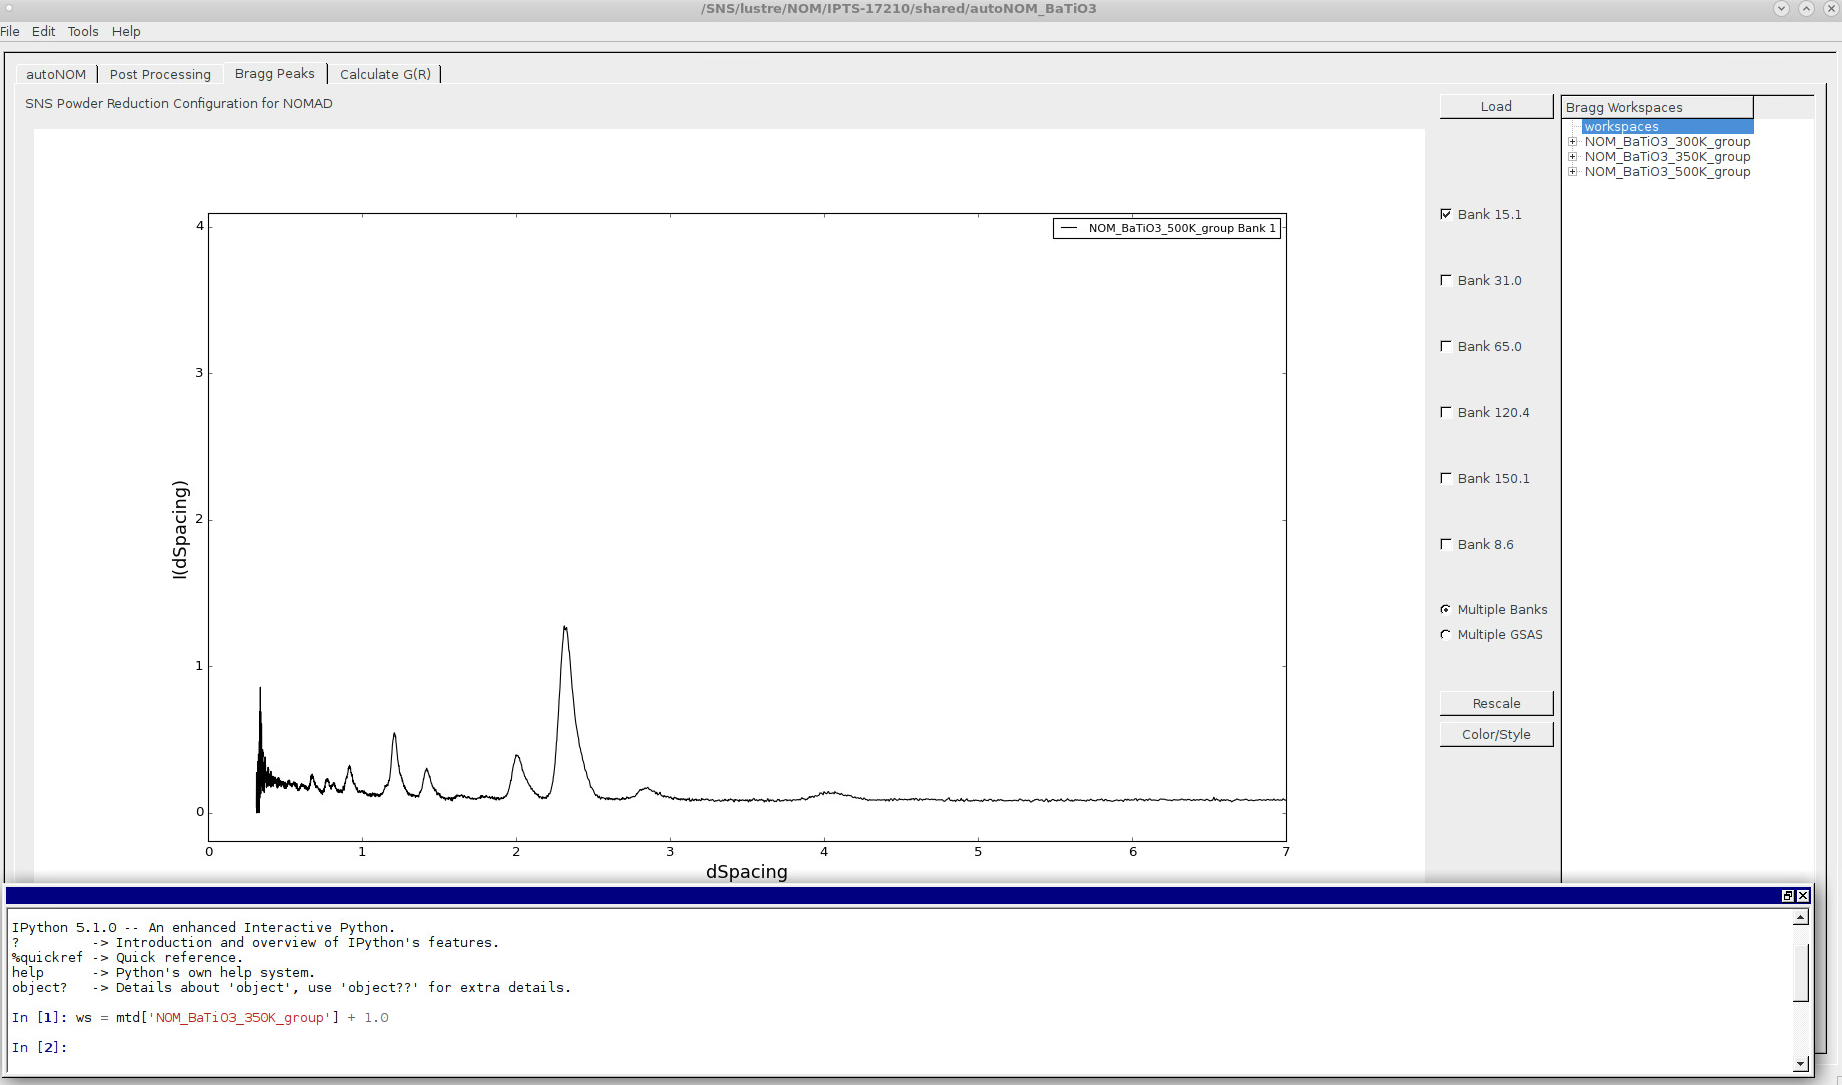 /SNS/lustre/NOM/IPTS-17210/shared/autoNOM_BaTiO3
File Edit Tools Help
autoNOM Post Processing Bragg Peaks Calculate G(R)
SNS Powder Reduction Configuration for NOMAD
Load
Bragg Workspaces
workspaces
NOM_BaTiO3_300K_group
NOM_BaTiO3_350K_group
NOM_BaTiO3_500K_group
Bank 15.1
Bank 31.0
Bank 65.0
Bank 120.4
Bank 150.1
Bank 8.6
Multiple Banks
Multiple GSAS
Rescale
Color/Style
NOM_BaTiO3_500K_group Bank 1
4
3
2
1
0
I(dSpacing)
0 1 2 3 4 5 6 7
dSpacing
IPython 5.1.0 -- An enhanced Interactive Python.
? -> Introduction and overview of IPython's features.
%quickref -> Quick reference.
help -> Python's own help system.
object? -> Details about 'object', use 'object??' for extra details.
In [1]: ws = mtd['NOM_BaTiO3_350K_group'] + 1.0
In [2]: